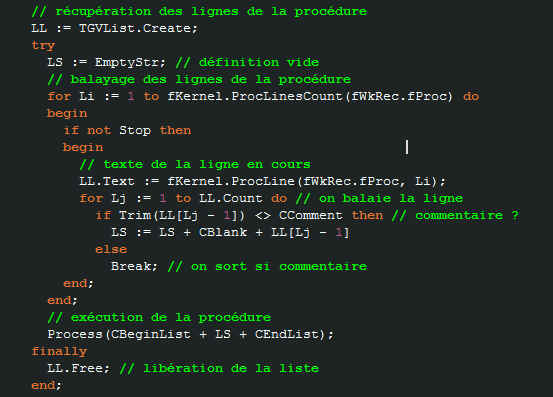 // récupération des lignes de la procédure
LL := TGVList.Create;
try
LS := EmptyStr; // définition vide
// balayage des lignes de la procédure
for Li := 1 to fKernel.ProcLinesCount(fWkRec.fProc) do
begin
if not Stop then
begin
// texte de la ligne en cours
LL.Text := fKernel.ProcLine(fWkRec.fProc, Li);
for Lj := 1 to LL.Count do // on balaie la ligne
if Trim(LL[Lj - 1]) <> CComment then // commentaire ?
LS := LS + CBlank + LL[Lj - 1]
else
Break; // on sort si commentaire
end;
end;
// exécution de la procédure
Process(CBeginList + LS + CEndList);
finally
LL.Free; // libération de la liste
end;